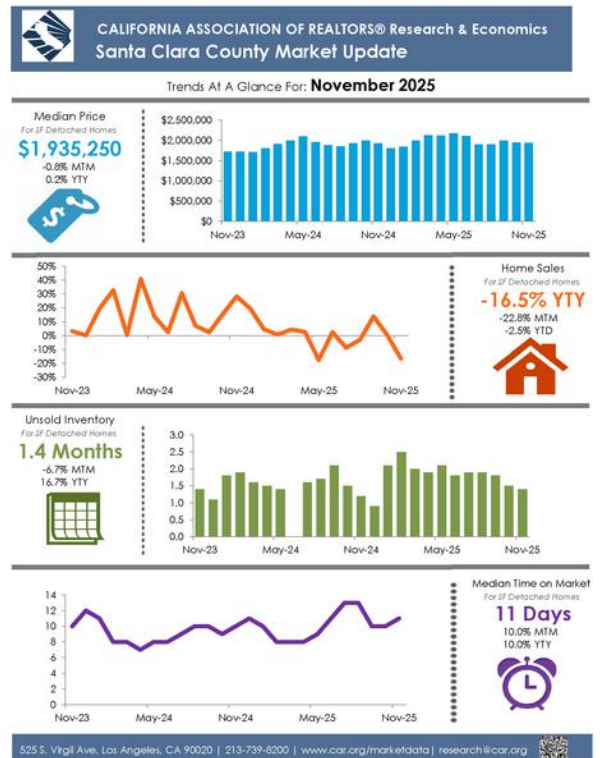 CALIFORNIA ASSOCIATION OF REALTORS® Research & Economics
Santa Clara County Market Update
Trends At A Glance For: November 2025
Median Price
For SF Detached Homes
$1,935,250
-0.8% MTM
0.2% YTY
$
$2,500,000
$2,000,000
$1,500,000
$1,000,000
$500,000
$0
Nov-23 May-24 Nov-24 May-25 Nov-25
50%
40%
30%
20%
10%
0%
-10%
-20%
-30%
Nov-23 May-24 Nov-24 May-25 Nov-25
Home Sales
For SF Detached Homes
-16.5% YTY
-22.8% MTM
-2.5% YTD
Unsold Inventory
For SF Detached Homes
1.4 Months
-6.7% MTM
16.7% YTY
3.0
2.5
2.0
1.5
1.0
0.5
0.0
Nov-23 May-24 Nov-24 May-25 Nov-25
14
12
10
8
6
4
2
0
Nov-23 May-24 Nov-24 May-25 Nov-25
Median Time on Market
For SF Detached Homes
11 Days
10.0% MTM
10.0% YTY
525 S. Virgil Ave. Los Angeles, CA 90020 | 213-739-8200 | www.car.org/marketdata | research@car.org